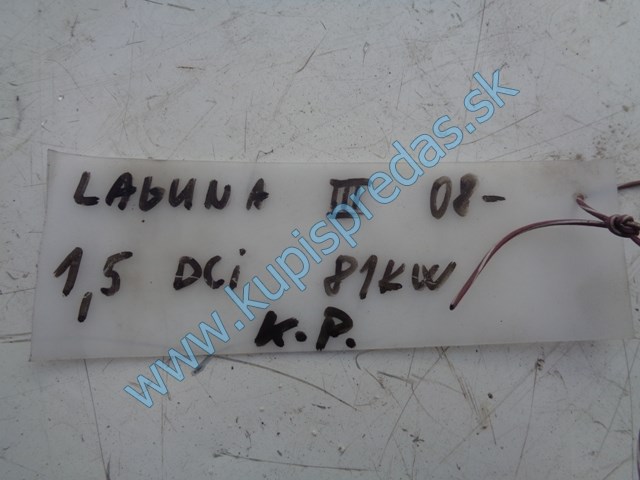 LAGUNA III 08-
1,5 DCi 81KW
K.P.
www.kupispredas.sk